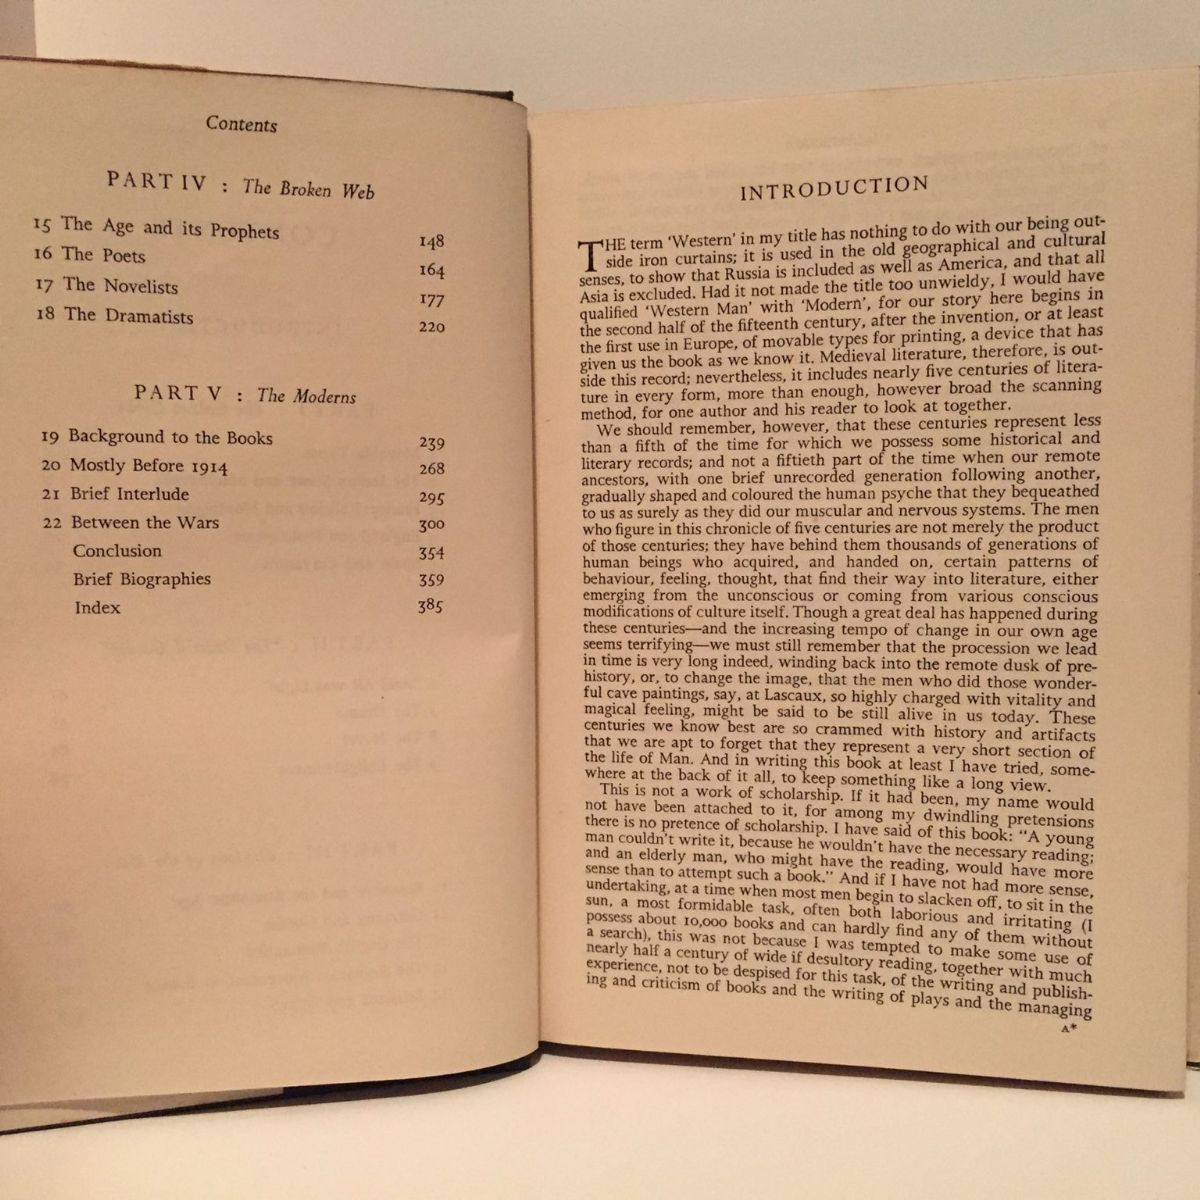 Contents
PART IV : The Broken Web
15 The Age and its Prophets 148
16 The Poets 164
17 The Novelists 177
18 The Dramatists 220
PART V : The Moderns
19 Background to the Books 239
20 Mostly Before 1914 268
21 Brief Interlude 295
22 Between the Wars 300
Conclusion 354
Brief Biographies 359
Index 385
INTRODUCTION
THE term 'Western' in my title has nothing to do with our being out-
side iron curtains; it is used in the old geographical and cultural
senses, to show that Russia is included as well as America, and that all
Asia is excluded. Had it not made the title too unwieldy, I would have
qualified 'Western Man' with 'Modern', for our story here begins in
the second half of the fifteenth century, after the invention, or at least
the first use in Europe, of movable types for printing, a device that has
given us the book as we know it. Medieval literature, therefore, is out-
side this record; nevertheless, it includes nearly five centuries of litera-
ture in every form, more than enough, however broad the scanning
method, for one author and his reader to look at together.
We should remember, however, that these centuries represent less
than a fifth of the time for which we possess some historical and
literary records; and not a fiftieth part of the time when our remote
ancestors, with one brief unrecorded generation following another,
gradually shaped and coloured the human psyche that they bequeathed
to us as surely as they did our muscular and nervous systems. The men
who figure in this chronicle of five centuries are not merely the product
of those centuries; they have behind them thousands of generations of
human beings who acquired, and handed on, certain patterns of
behaviour, feeling, thought, that find their way into literature, either
emerging from the unconscious or coming from various conscious
modifications of culture itself. Though a great deal has happened during
these centuries—and the increasing tempo of change in our own age
seems terrifying—we must still remember that the procession we lead
in time is very long indeed, winding back into the remote dusk of pre-
history, or, to change the image, that the men who did those wonder-
ful cave paintings, say, at Lascaux, so highly charged with vitality and
magical feeling, might be said to be still alive in us today. These
centuries we know best are so crammed with history and artifacts
that we are apt to forget that they represent a very short section of
the life of Man. And in writing this book at least I have tried, some-
where at the back of it all, to keep something like a long view.
This is not a work of scholarship. If it had been, my name would
not have been attached to it, for among my dwindling pretensions
there is no pretence of scholarship. I have said of this book: "A young
man couldn't write it, because he wouldn't have the necessary reading;
and an elderly man, who might have the reading, would have more
sense than to attempt such a book." And if I have not had more sense,
undertaking, at a time when most men begin to slacken off, to sit in the
sun, a most formidable task, often both laborious and irritating (I
possess about 10,000 books and can hardly find any of them without
a search), this was not because I was tempted to make some use of
nearly half a century of wide if desultory reading, together with much
experience, not to be despised for this task, of the writing and publish-
ing and criticism of books and the writing of plays and the managing
A*